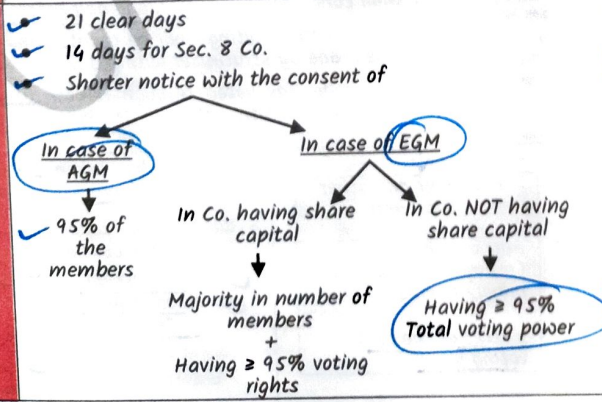 21 clear days
14 days for Sec. 8 Co.
Shorter notice with the consent of
In case of
AGM
In case of EGM
95% of
the
members
In Co. having share
capital
In Co. NOT having
share capital
Majority in number of
members
+
Having ≥ 95% voting
rights
Having ≥ 95%
Total voting power